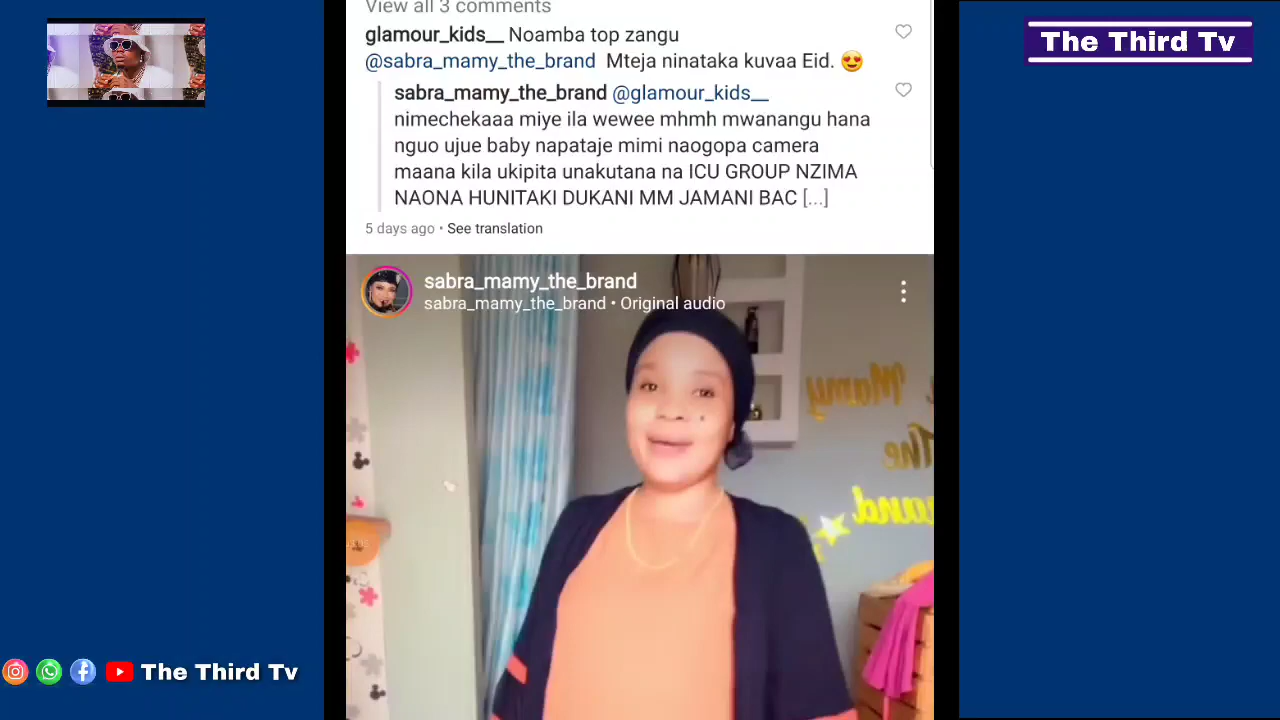 View all 3 comments
glamour_kids__ Noamba top zangu
@sabra_mamy_the_brand Mteja ninataka kuvaa Eid. 😍
sabra_mamy_the_brand @glamour_kids__
nimechekaaa miye ila wewee mhmh mwanangu hana
nguo ujue baby napataje mimi naogopa camera
maana kila ukipita unakutana na ICU GROUP NZIMA
NAONA HUNITAKI DUKANI MM JAMANI BAC [...]
5 days ago • See translation
sabra_mamy_the_brand
sabra_mamy_the_brand • Original audio
Mamy
The
The Third Tv
The Third Tv